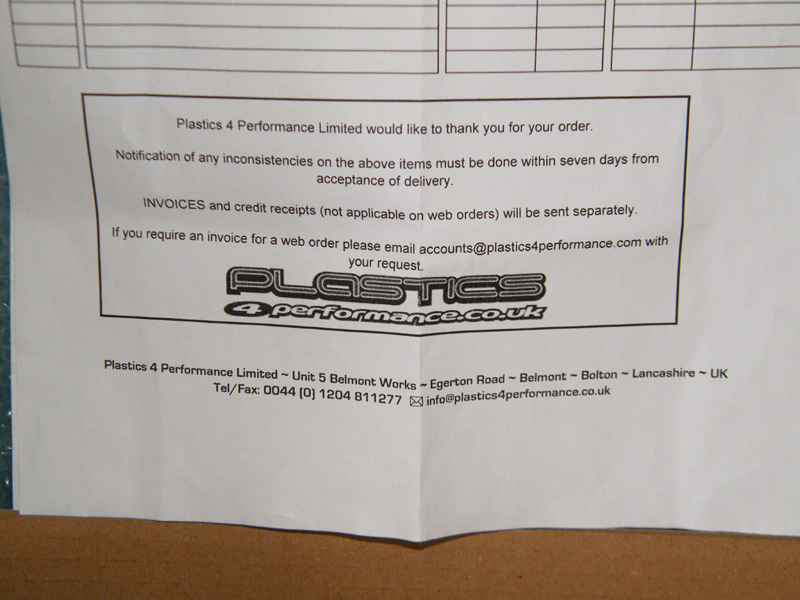 Plastics 4 Performance Limited would like to thank you for your order.
Notification of any inconsistencies on the above items must be done within seven days from
acceptance of delivery.
INVOICES and credit receipts (not applicable on web orders) will be sent separately.
If you require an invoice for a web order please email accounts@plastics4performance.com with
your request.
PLASTICS
4 performance.co.uk
Plastics 4 Performance Limited ~ Unit 5 Belmont Works ~ Egerton Road ~ Belmont ~ Bolton ~ Lancashire ~ UK
Tel/Fax: 0044 (0) 1204 811277 ✉ info@plastics4performance.co.uk